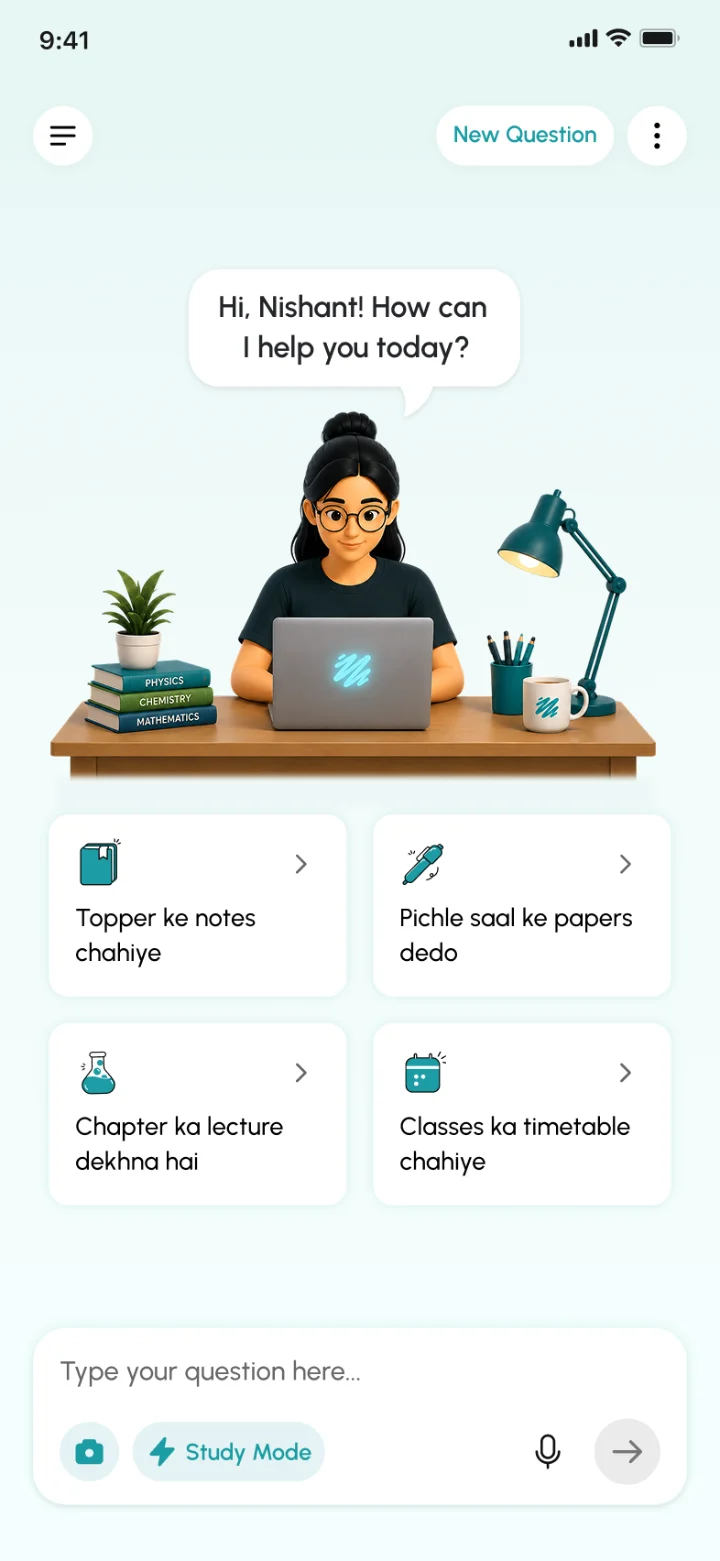 9:41
New Question
Hi, Nishant! How can
I help you today?
PHYSICS
CHEMISTRY
MATHEMATICS
Topper ke notes
chahiye
Pichle saal ke papers
dedo
Chapter ka lecture
dekhna hai
Classes ka timetable
chahiye
Type your question here...
Study Mode